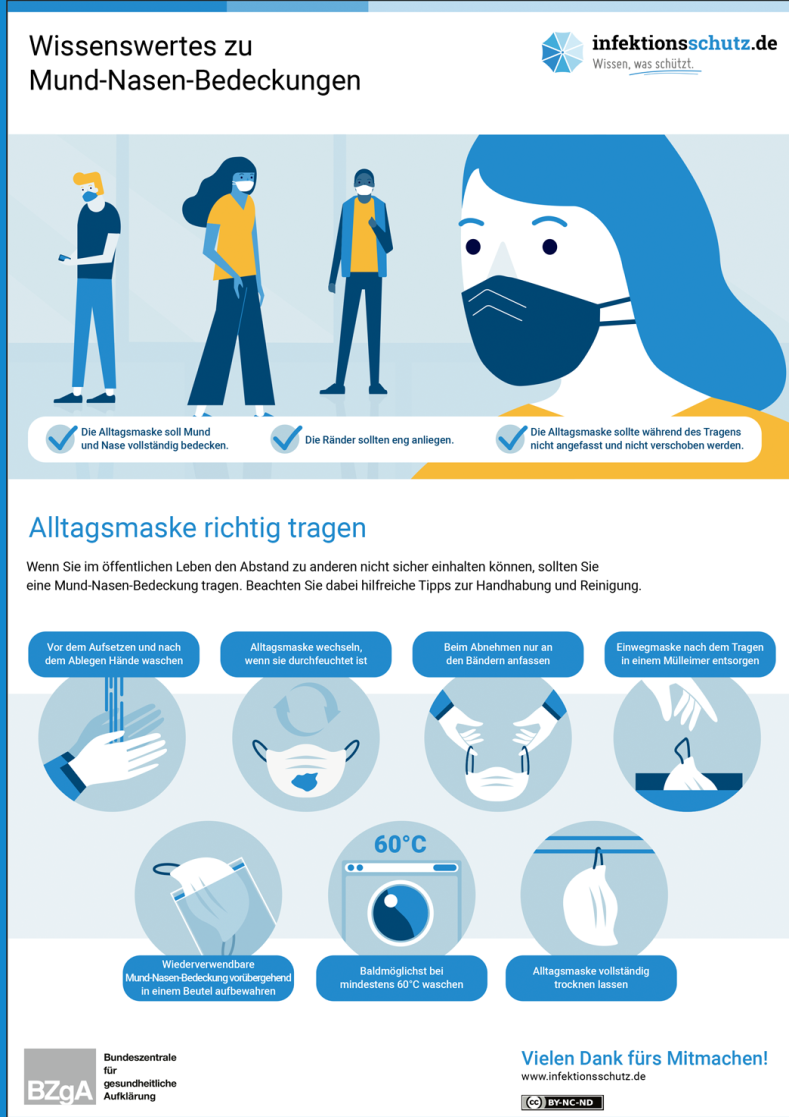 Wissenswertes zu
Mund-Nasen-Bedeckungen
infektionsschutz.de
Wissen, was schützt.
Die Alltagsmaske soll Mund
und Nase vollständig bedecken.
Die Ränder sollten eng anliegen.
Die Alltagsmaske sollte während des Tragens
nicht angefasst und nicht verschoben werden.
Alltagsmaske richtig tragen
Wenn Sie im öffentlichen Leben den Abstand zu anderen nicht sicher einhalten können, sollten Sie
eine Mund-Nasen-Bedeckung tragen. Beachten Sie dabei hilfreiche Tipps zur Handhabung und Reinigung.
Vor dem Aufsetzen und nach
dem Ablegen Hände waschen
Alltagsmaske wechseln,
wenn sie durchfeuchtet ist
Beim Abnehmen nur an
den Bändern anfassen
Einwegmaske nach dem Tragen
in einem Mülleimer entsorgen
Wiederverwendbare
Mund-Nasen-Bedeckung vorübergehend
in einem Beutel aufbewahren
60°C
Baldmöglichst bei
mindestens 60°C waschen
Alltagsmaske vollständig
trocknen lassen
BZgA
Bundeszentrale
für
gesundheitliche
Aufklärung
Vielen Dank fürs Mitmachen!
www.infektionsschutz.de
cc BY-NC-ND